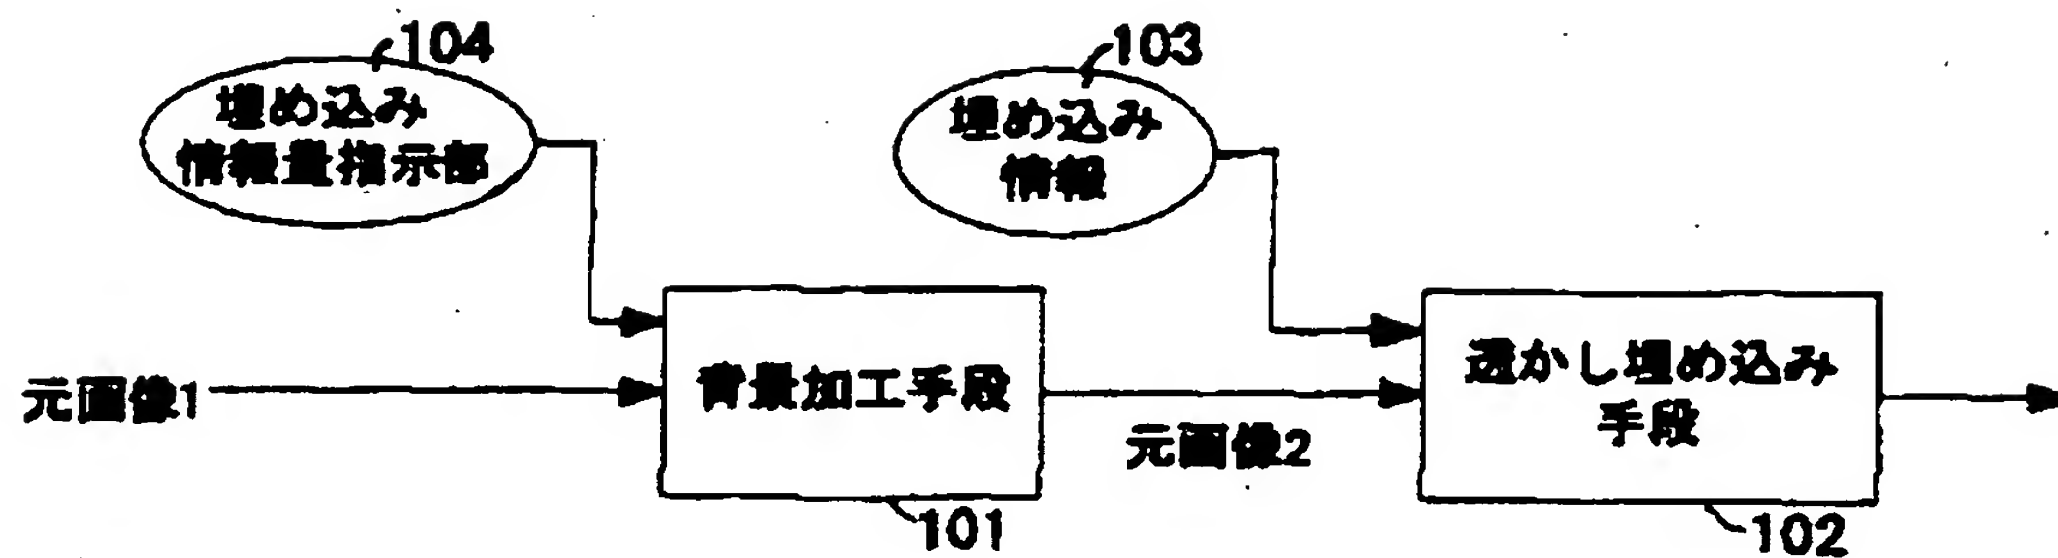 104
埋め込み
情報量指示部
103
埋め込み
情報
元画像1
背景加工手段
元画像2
透かし埋め込み
手段
101
102